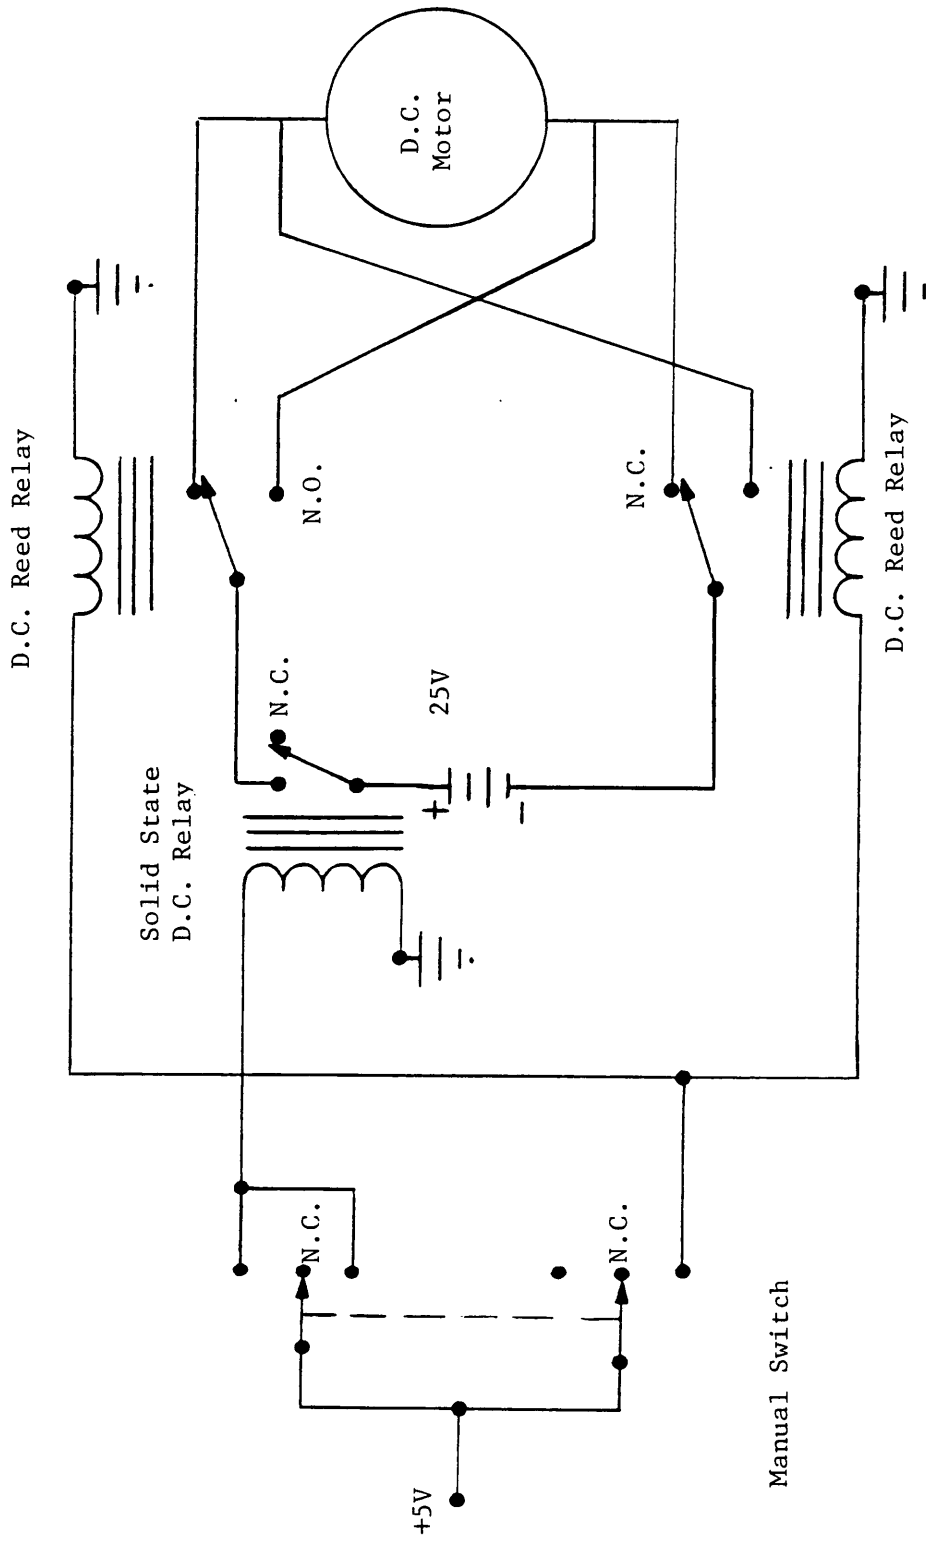 D.C. Reed Relay
D.C.
Motor
N.O.
N.C.
Solid State
D.C. Relay
N.C.
25V
+
−
D.C. Reed Relay
N.C.
N.C.
+5V
Manual Switch